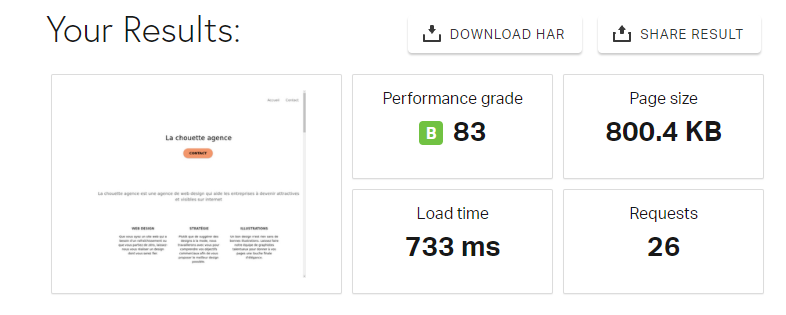 Your Results:
DOWNLOAD HAR
SHARE RESULT
Accueil Contact
La chouette agence
CONTACT
La chouette agence est une agence de web design qui aide les entreprises à devenir attractives
et visibles sur internet
WEB DESIGN
STRATÉGIE
ILLUSTRATIONS
Performance grade
B 83
Page size
800.4 KB
Load time
733 ms
Requests
26